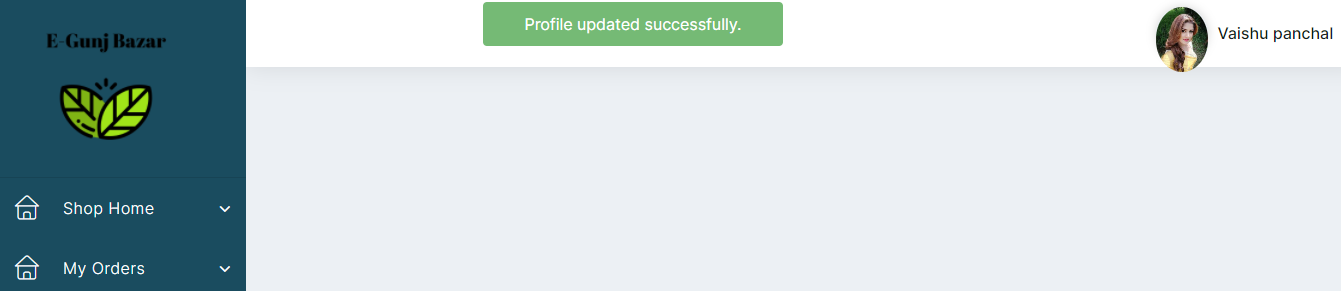 E-Gunj Bazar
Profile updated successfully.
Vaishu panchal
Shop Home
My Orders